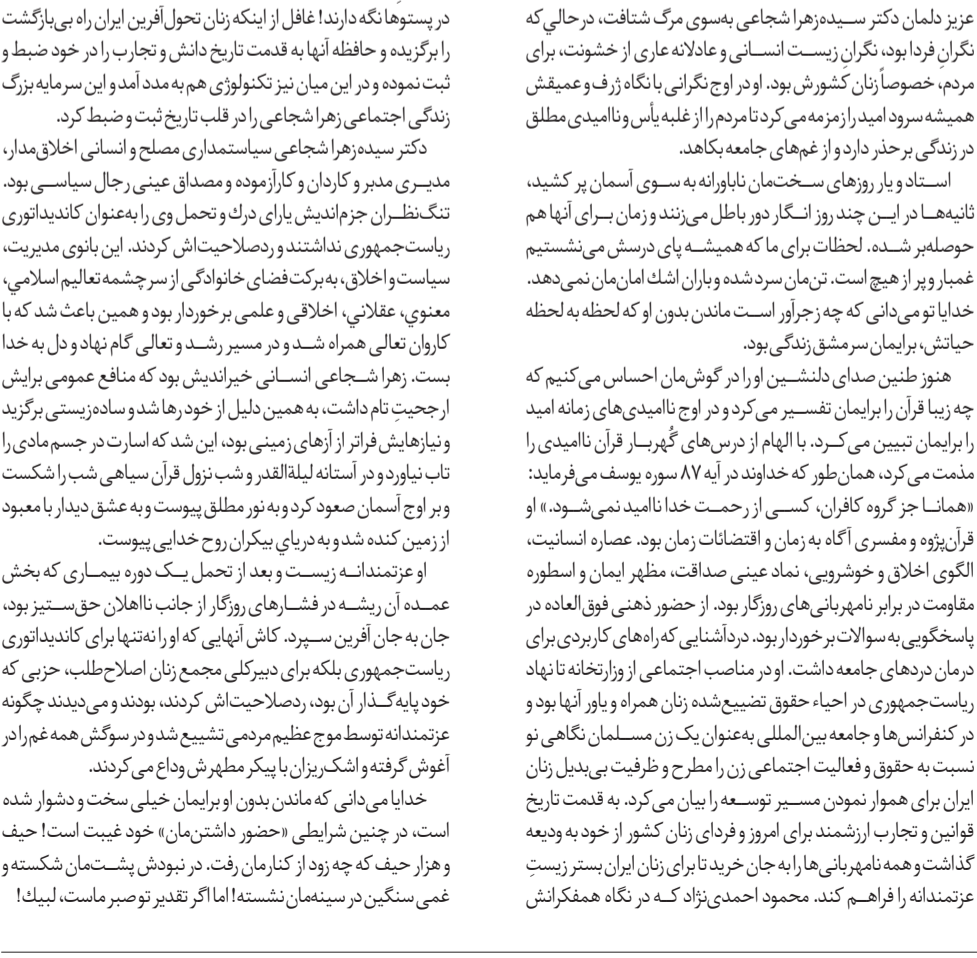 عزیز دلمان دکتر سیده‌زهرا شجاعی به‌سوی مرگ شتافت، درحالي‌که
نگرانِ فردا بود، نگرانِ زیست انسانی و عادلانه عاری از خشونت، برای
مردم، خصوصاً زنان کشورش بود. او در اوج نگرانی با نگاه ژرف و عمیقش
همیشه سرود امید را زمزمه می‌کرد تا مردم را از غلبه یأس و ناامیدی مطلق
در زندگی برحذر دارد و از غم‌های جامعه بکاهد.
استاد و یار روزهای سخت‌مان ناباورانه به سوی آسمان پر کشید،
ثانیه‌ها در این چند روز انگار دور باطل می‌زنند و زمان برای آنها هم
حوصله‌بر شده. لحظات برای ما که همیشه پای درسش می‌نشستیم
غمبار و پر از هیچ است. تن‌مان سرد شده و باران اشك امان‌مان نمی‌دهد.
خدایا تو می‌دانی که چه زجرآور است ماندن بدون او که لحظه به لحظه
حیاتش، برایمان سرمشق زندگی بود.
هنوز طنین صدای دلنشین او را در گوش‌مان احساس می‌کنیم که
چه زیبا قرآن را برایمان تفسیر می‌کرد و در اوج ناامیدی‌های زمانه امید
را برایمان تبیین می‌کرد. با الهام از درس‌های گُهربار قرآن ناامیدی را
مذمت می‌کرد، همان‌طور که خداوند در آیه ۸۷ سوره یوسف می‌فرماید:
«همانا جز گروه کافران، کسی از رحمت خدا ناامید نمی‌شود.» او
قرآن‌پژوه و مفسری آگاه به زمان و اقتضائات زمان بود. عصاره انسانیت،
الگوی اخلاق و خوشرویی، نماد عینی صداقت، مظهر ایمان و اسطوره
مقاومت در برابر نامهربانی‌های روزگار بود. از حضور ذهنی فوق‌العاده در
پاسخگویی به سوالات برخوردار بود. دردآشنایی که راه‌های کاربردی برای
درمان دردهای جامعه داشت. او در مناصب اجتماعی از وزارتخانه تا نهاد
ریاست‌جمهوری در احیاء حقوق تضییع‌شده زنان همراه و یاور آنها بود و
در کنفرانس‌ها و جامعه بین‌المللی به‌عنوان یک زن مسلمان نگاهی نو
نسبت به حقوق و فعالیت اجتماعی زن را مطرح و ظرفیت بی‌بدیل زنان
ایران برای هموار نمودن مسیر توسعه را بیان می‌کرد. به قدمت تاریخ
قوانین و تجارب ارزشمند برای امروز و فردای زنان کشور از خود به ودیعه
گذاشت و همه نامهربانی‌ها را به جان خرید تا برای زنان ایران بستر زیستِ
عزتمندانه را فراهم کند. محمود احمدی‌نژاد که در نگاه همفکرانش
در پستوها نگه دارند! غافل از اینکه زنان تحول‌آفرین ایران راه بی‌بازگشت
را برگزیده و حافظه آنها به قدمت تاریخ دانش و تجارب را در خود ضبط و
ثبت نموده و در این میان نیز تکنولوژی هم به مدد آمد و این سرمایه بزرگ
زندگی اجتماعی زهرا شجاعی را در قلب تاریخ ثبت و ضبط کرد.
دکتر سیده‌زهرا شجاعی سیاستمداری مصلح و انسانی اخلاق‌مدار،
مدیری مدبر و کاردان و کارآزموده و مصداق عینی رجال سیاسی بود.
تنگ‌نظران جزم‌اندیش یارای درك و تحمل وی را به‌عنوان کاندیداتوری
ریاست‌جمهوری نداشتند و ردصلاحیت‌اش کردند. این بانوی مدیریت،
سیاست و اخلاق، به‌برکت فضای خانوادگی از سرچشمه تعالیم اسلامي،
معنوي، عقلاني، اخلاقی و علمی برخوردار بود و همین باعث شد که با
کاروان تعالی همراه شد و در مسیر رشد و تعالی گام نهاد و دل به خدا
بست. زهرا شجاعی انسانی خیراندیش بود که منافع عمومی برایش
ارجحیتِ تام داشت، به همین دلیل از خود رها شد و ساده‌زیستی برگزید
و نیازهایش فراتر از آزهای زمینی بود، این شد که اسارت در جسم مادی را
تاب نیاورد و در آستانه لیلةالقدر و شب نزول قرآن سیاهی شب را شکست
و بر اوج آسمان صعود کرد و به نور مطلق پیوست و به عشق دیدار با معبود
از زمین کنده شد و به دریاي بیکران روح خدایی پیوست.
او عزتمندانه زیست و بعد از تحمل یک دوره بیماری که بخش
عمده آن ریشه در فشارهای روزگار از جانب نااهلان حق‌ستیز بود،
جان به جان آفرین سپرد. کاش آنهایی که او را نه‌تنها برای کاندیداتوری
ریاست‌جمهوری بلکه برای دبیرکلی مجمع زنان اصلاح‌طلب، حزبی که
خود پایه‌گذار آن بود، ردصلاحیت‌اش کردند، بودند و می‌دیدند چگونه
عزتمندانه توسط موج عظیم مردمی تشییع شد و در سوگش همه غم را در
آغوش گرفته و اشک‌ریزان با پیکر مطهرش وداع می‌کردند.
خدایا می‌دانی که ماندن بدون او برایمان خیلی سخت و دشوار شده
است، در چنین شرایطی «حضور داشتن‌مان» خود غیبت است! حیف
و هزار حیف که چه زود از کنارمان رفت. در نبودش پشت‌مان شکسته و
غمی سنگین در سینه‌مان نشسته! اما اگر تقدیر تو صبر ماست، لبیك!